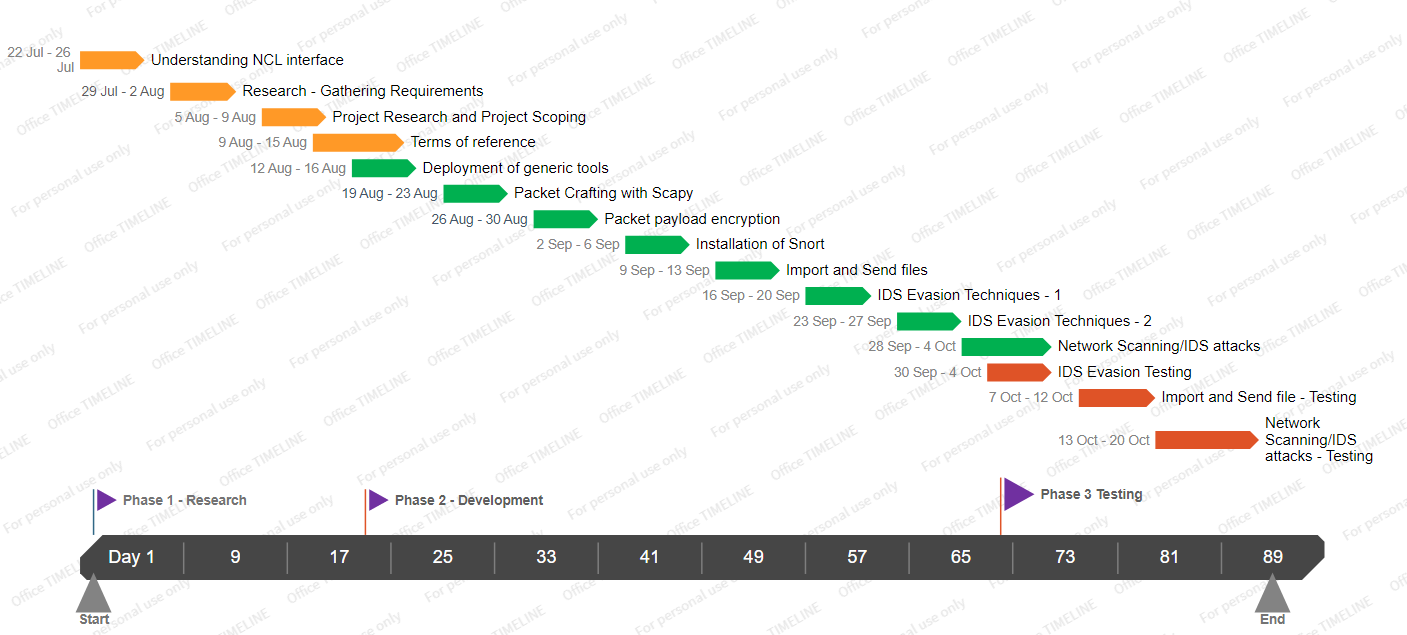 22 Jul - 26
Jul
Understanding NCL interface
29 Jul - 2 Aug
Research - Gathering Requirements
5 Aug - 9 Aug
Project Research and Project Scoping
9 Aug - 15 Aug
Terms of reference
12 Aug - 16 Aug
Deployment of generic tools
19 Aug - 23 Aug
Packet Crafting with Scapy
26 Aug - 30 Aug
Packet payload encryption
2 Sep - 6 Sep
Installation of Snort
9 Sep - 13 Sep
Import and Send files
16 Sep - 20 Sep
IDS Evasion Techniques - 1
23 Sep - 27 Sep
IDS Evasion Techniques - 2
28 Sep - 4 Oct
Network Scanning/IDS attacks
30 Sep - 4 Oct
IDS Evasion Testing
7 Oct - 12 Oct
Import and Send file - Testing
13 Oct - 20 Oct
Network
Scanning/IDS
attacks - Testing
Phase 1 - Research
Phase 2 - Development
Phase 3 Testing
Day 1 9 17 25 33 41 49 57 65 73 81 89
Start
End
For personal use only
Office TIMELINE